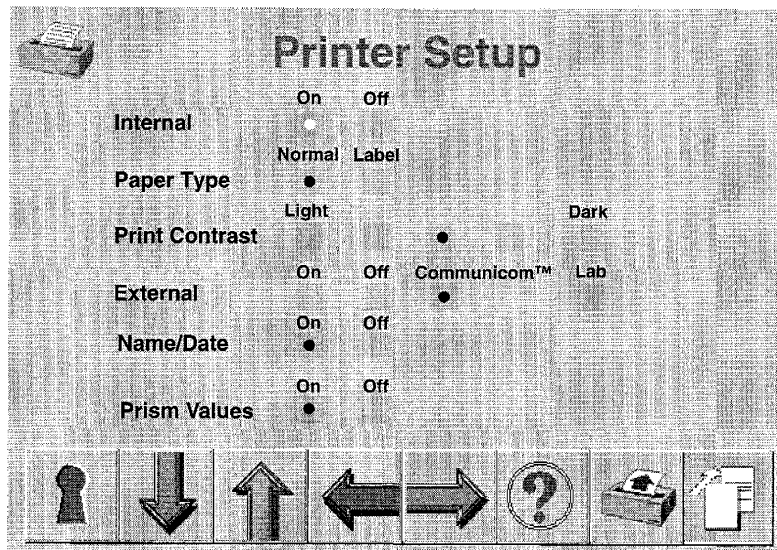 Printer Setup
On Off
Internal
Normal Label
Paper Type
Light Dark
Print Contrast
On Off Communicom™ Lab
External
On Off
Name/Date
On Off
Prism Values
?